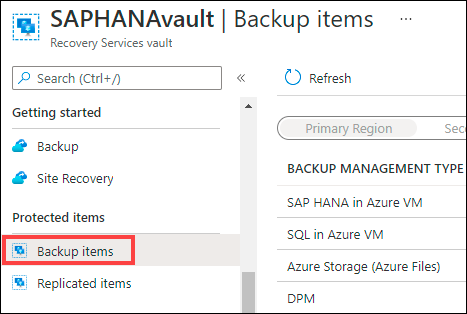 SAPHANAvault | Backup items ...
Recovery Services vault
Search (Ctrl+/)
«
Refresh
Getting started
Backup
Site Recovery
Protected items
Backup items
Replicated items
Primary Region
Sec
BACKUP MANAGEMENT TYPE
SAP HANA in Azure VM
SQL in Azure VM
Azure Storage (Azure Files)
DPM